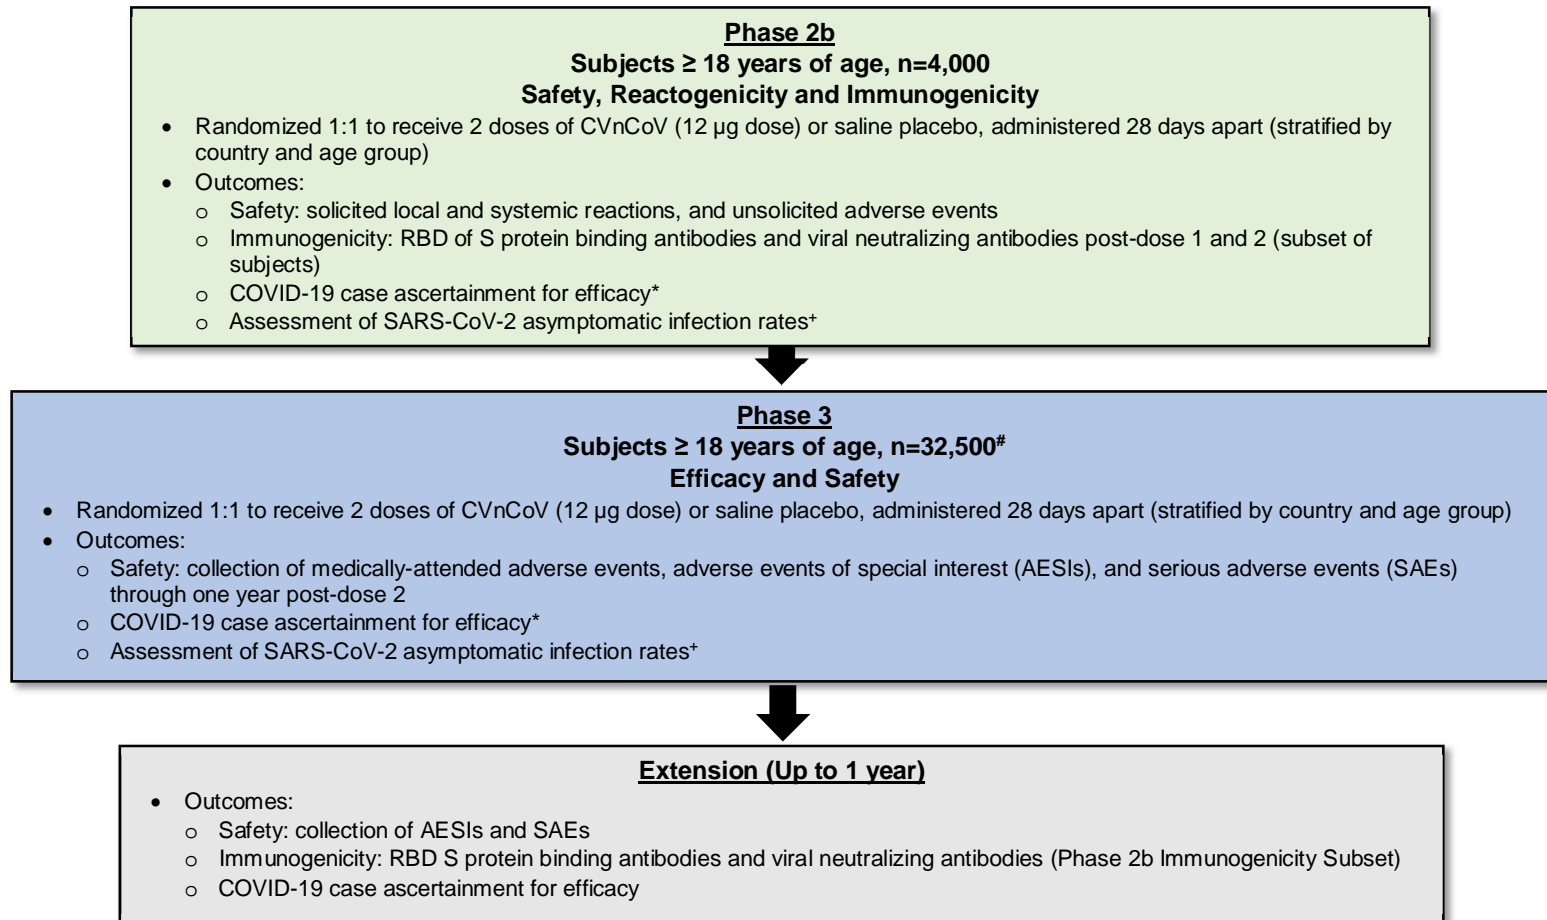 Phase 2b
Subjects ≥ 18 years of age, n=4,000
Safety, Reactogenicity and Immunogenicity
• Randomized 1:1 to receive 2 doses of CVnCoV (12 µg dose) or saline placebo, administered 28 days apart (stratified by
country and age group)
• Outcomes:
o Safety: solicited local and systemic reactions, and unsolicited adverse events
o Immunogenicity: RBD of S protein binding antibodies and viral neutralizing antibodies post-dose 1 and 2 (subset of
subjects)
o COVID-19 case ascertainment for efficacy*
o Assessment of SARS-CoV-2 asymptomatic infection rates⁺
Phase 3
Subjects ≥ 18 years of age, n=32,500#
Efficacy and Safety
• Randomized 1:1 to receive 2 doses of CVnCoV (12 µg dose) or saline placebo, administered 28 days apart (stratified by country and age group)
• Outcomes:
o Safety: collection of medically-attended adverse events, adverse events of special interest (AESIs), and serious adverse events (SAEs)
through one year post-dose 2
o COVID-19 case ascertainment for efficacy*
o Assessment of SARS-CoV-2 asymptomatic infection rates⁺
Extension (Up to 1 year)
• Outcomes:
o Safety: collection of AESIs and SAEs
o Immunogenicity: RBD S protein binding antibodies and viral neutralizing antibodies (Phase 2b Immunogenicity Subset)
o COVID-19 case ascertainment for efficacy